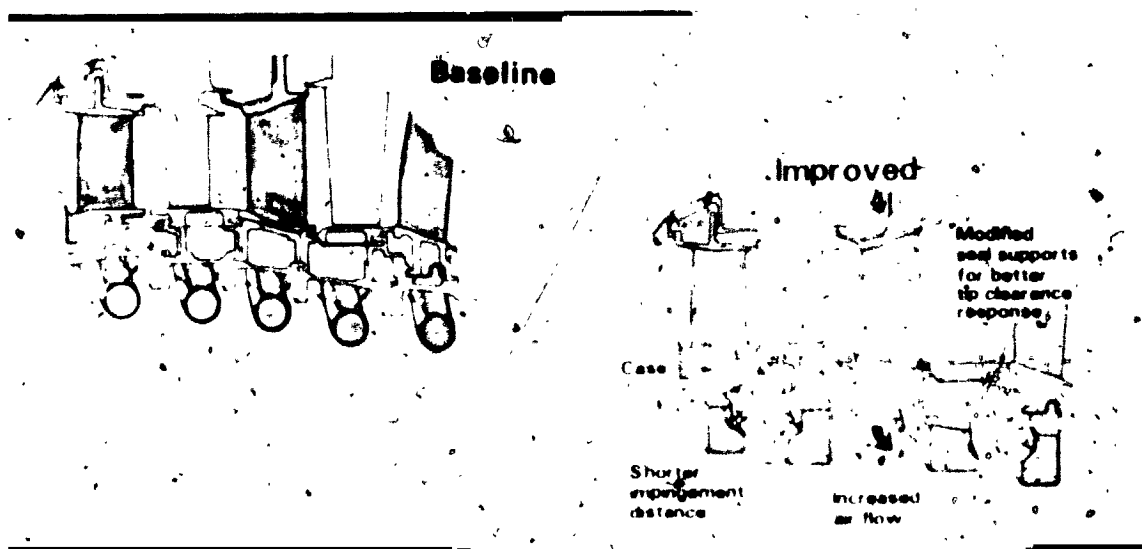 Baseline
Improved
Modified
seal supports
for better
tip clearance
response
Case
Shorter
impingement
distance
Increased
air flow